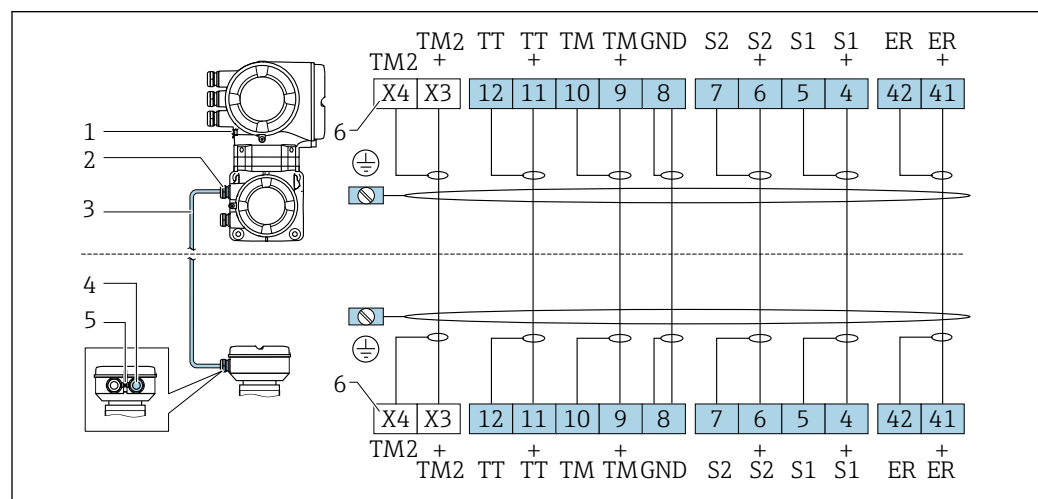 TM2 TT TT TM TM GND S2 S2 S1 S1 ER ER
TM2 + + + + + +
X4 X3 12 11 10 9 8 7 6 5 4 42 41
6
1
2
3
4
5
6
X4 X3 12 11 10 9 8 7 6 5 4 42 41
TM2 + + + + + +
TM2 TT TT TM TM GND S2 S2 S1 S1 ER ER